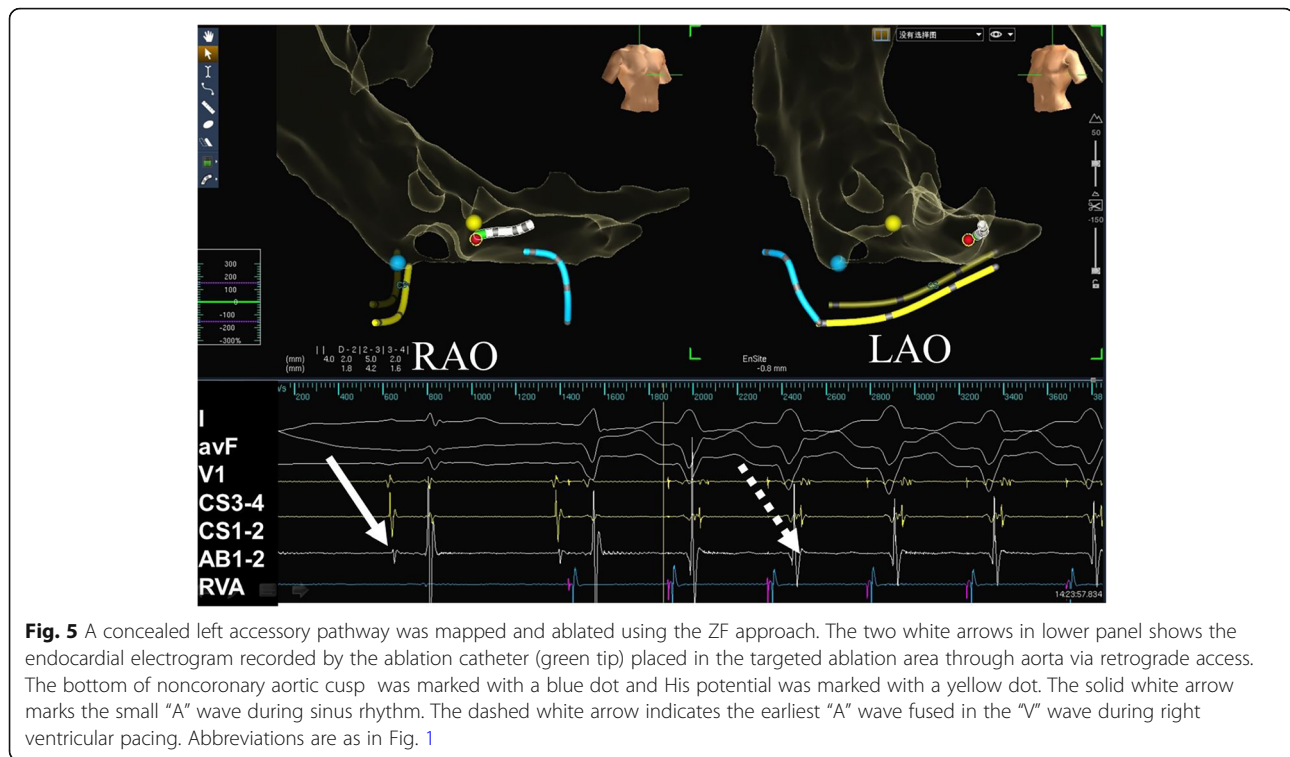 没有选择图
50
-150
300
200
100
0
-100
-200
-300%
| | D-2|2-3|3-4|
(mm) 4.0 2.0 5.0 2.0
(mm) 1.8 4.2 1.6
RAO
EnSite
-0.8 mm
LAO
200 400 600 800 1000 1200 1400 1600 1800 2000 2200 2400 2600 2800 3000 3200 3400 3600 38
I
avF
V1
CS3-4
CS1-2
AB1-2
RVA
14:23:57.834
Fig. 5 A concealed left accessory pathway was mapped and ablated using the ZF approach. The two white arrows in lower panel shows the
endocardial electrogram recorded by the ablation catheter (green tip) placed in the targeted ablation area through aorta via retrograde access.
The bottom of noncoronary aortic cusp was marked with a blue dot and His potential was marked with a yellow dot. The solid white arrow
marks the small “A” wave during sinus rhythm. The dashed white arrow indicates the earliest “A” wave fused in the “V” wave during right
ventricular pacing. Abbreviations are as in Fig. 1